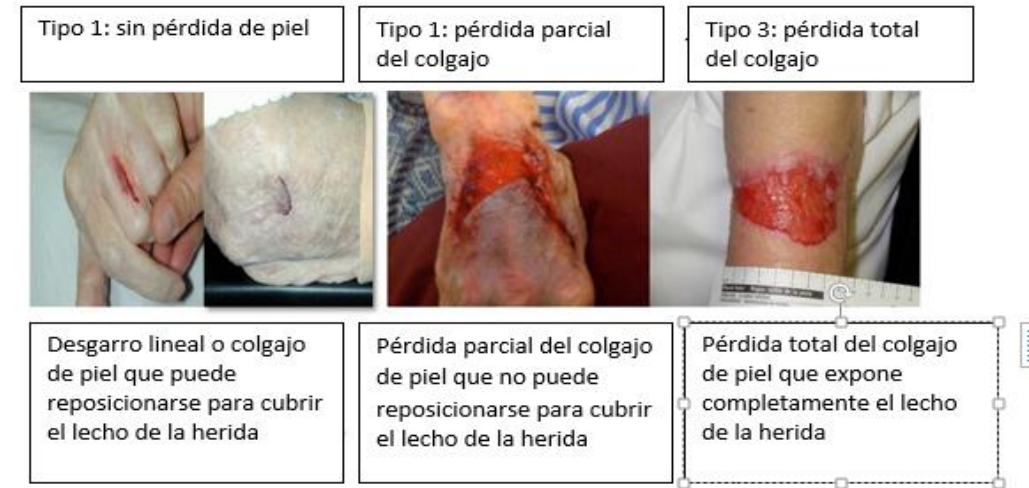 Tipo 1: sin pérdida de piel
Tipo 1: pérdida parcial
del colgajo
Tipo 3: pérdida total
del colgajo
Desgarro lineal o colgajo
de piel que puede
reposicionarse para cubrir
el lecho de la herida
Pérdida parcial del colgajo
de piel que no puede
reposicionarse para cubrir
el lecho de la herida
Pérdida total del colgajo
de piel que expone
completamente el lecho
de la herida